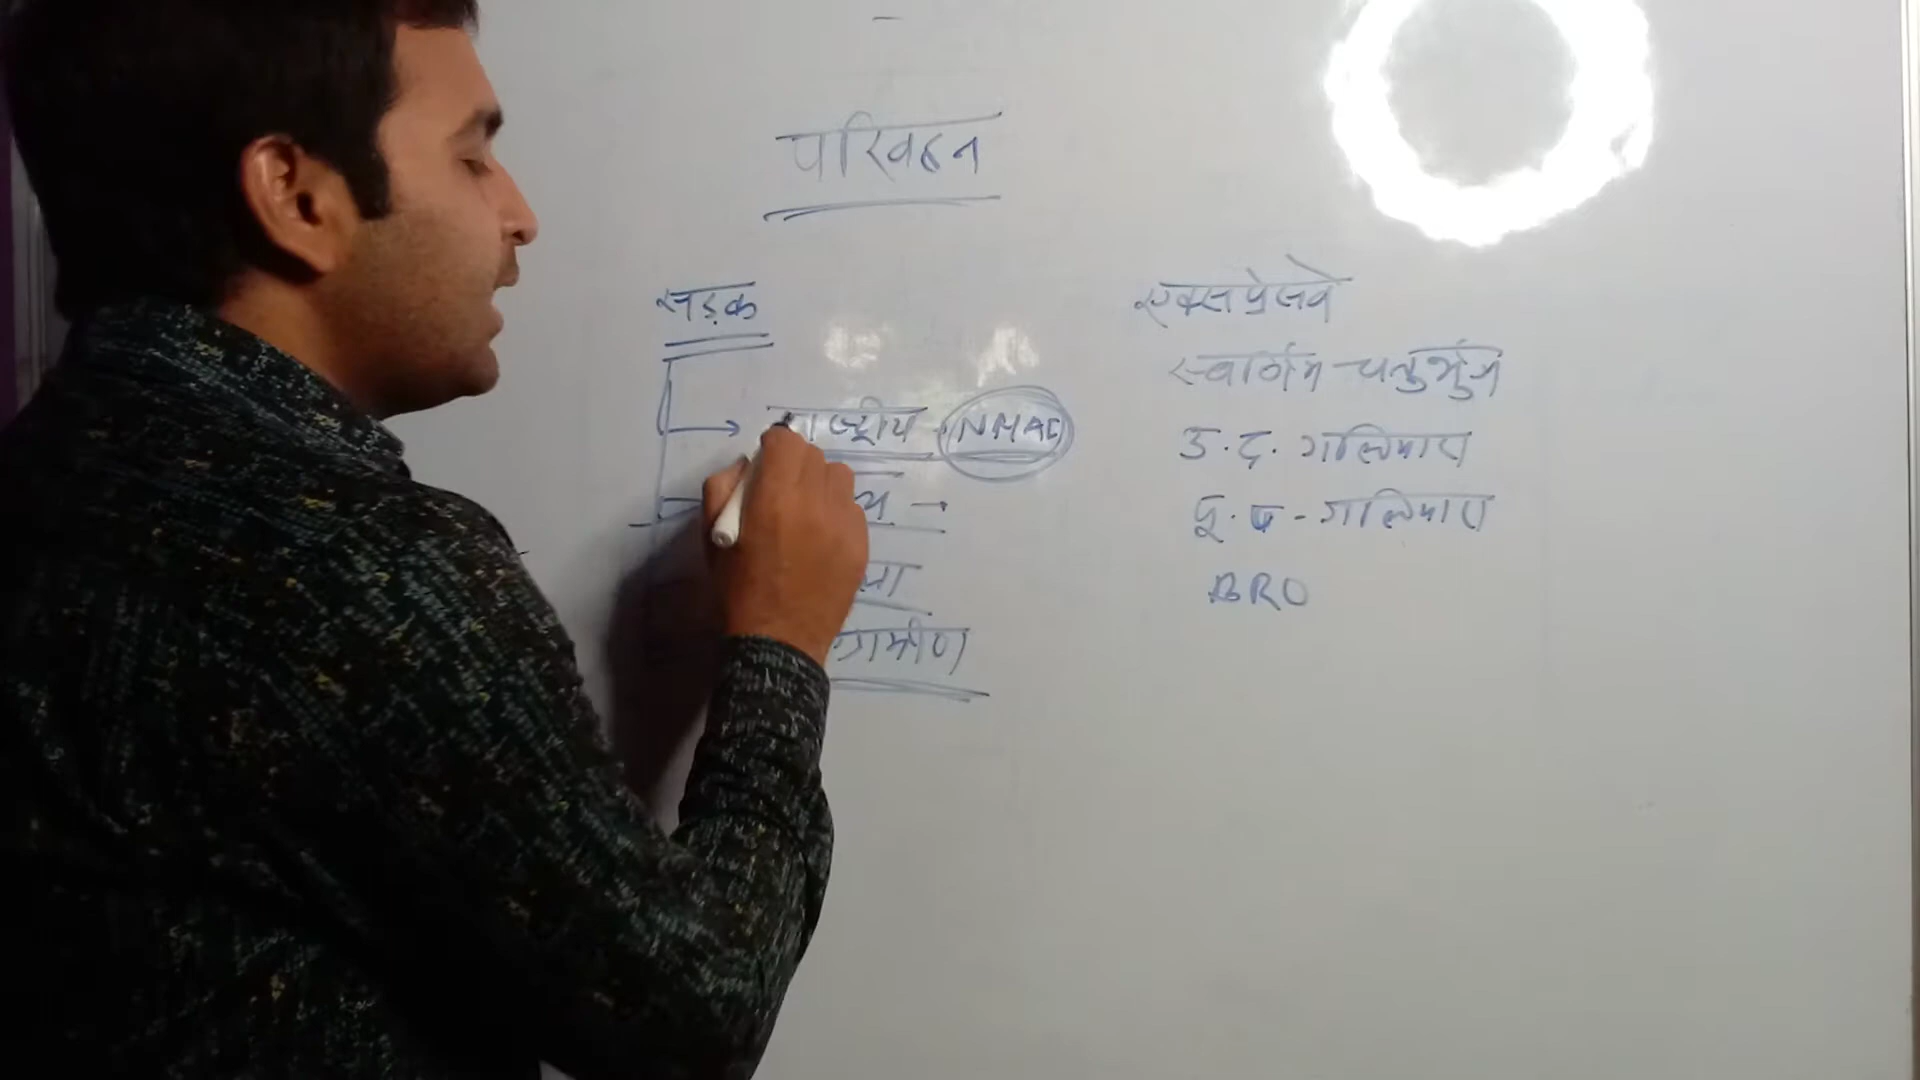 परिवहन
सड़क
राष्ट्रीय → NHAI
ग्रामीण
एक्सप्रेसवे
स्वर्णिम चतुर्भुज
उ. द. गलियारा
पू. प - गलियारा
BRO